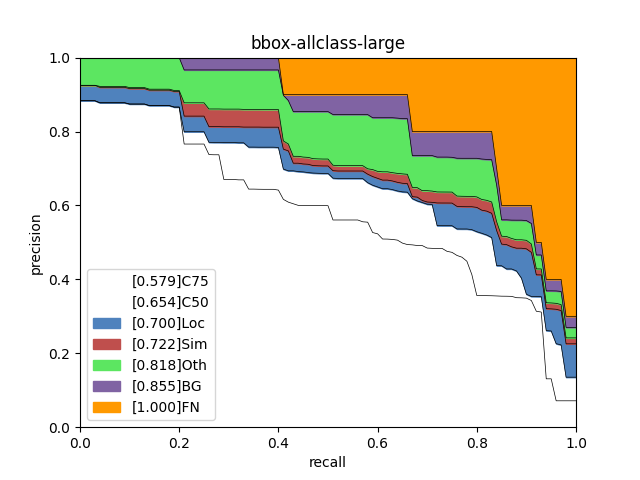 bbox-allclass-large
precision
1.0
0.8
0.6
0.4
0.2
0.0
[0.579]C75
[0.654]C50
[0.700]Loc
[0.722]Sim
[0.818]Oth
[0.855]BG
[1.000]FN
0.0 0.2 0.4 0.6 0.8 1.0
recall